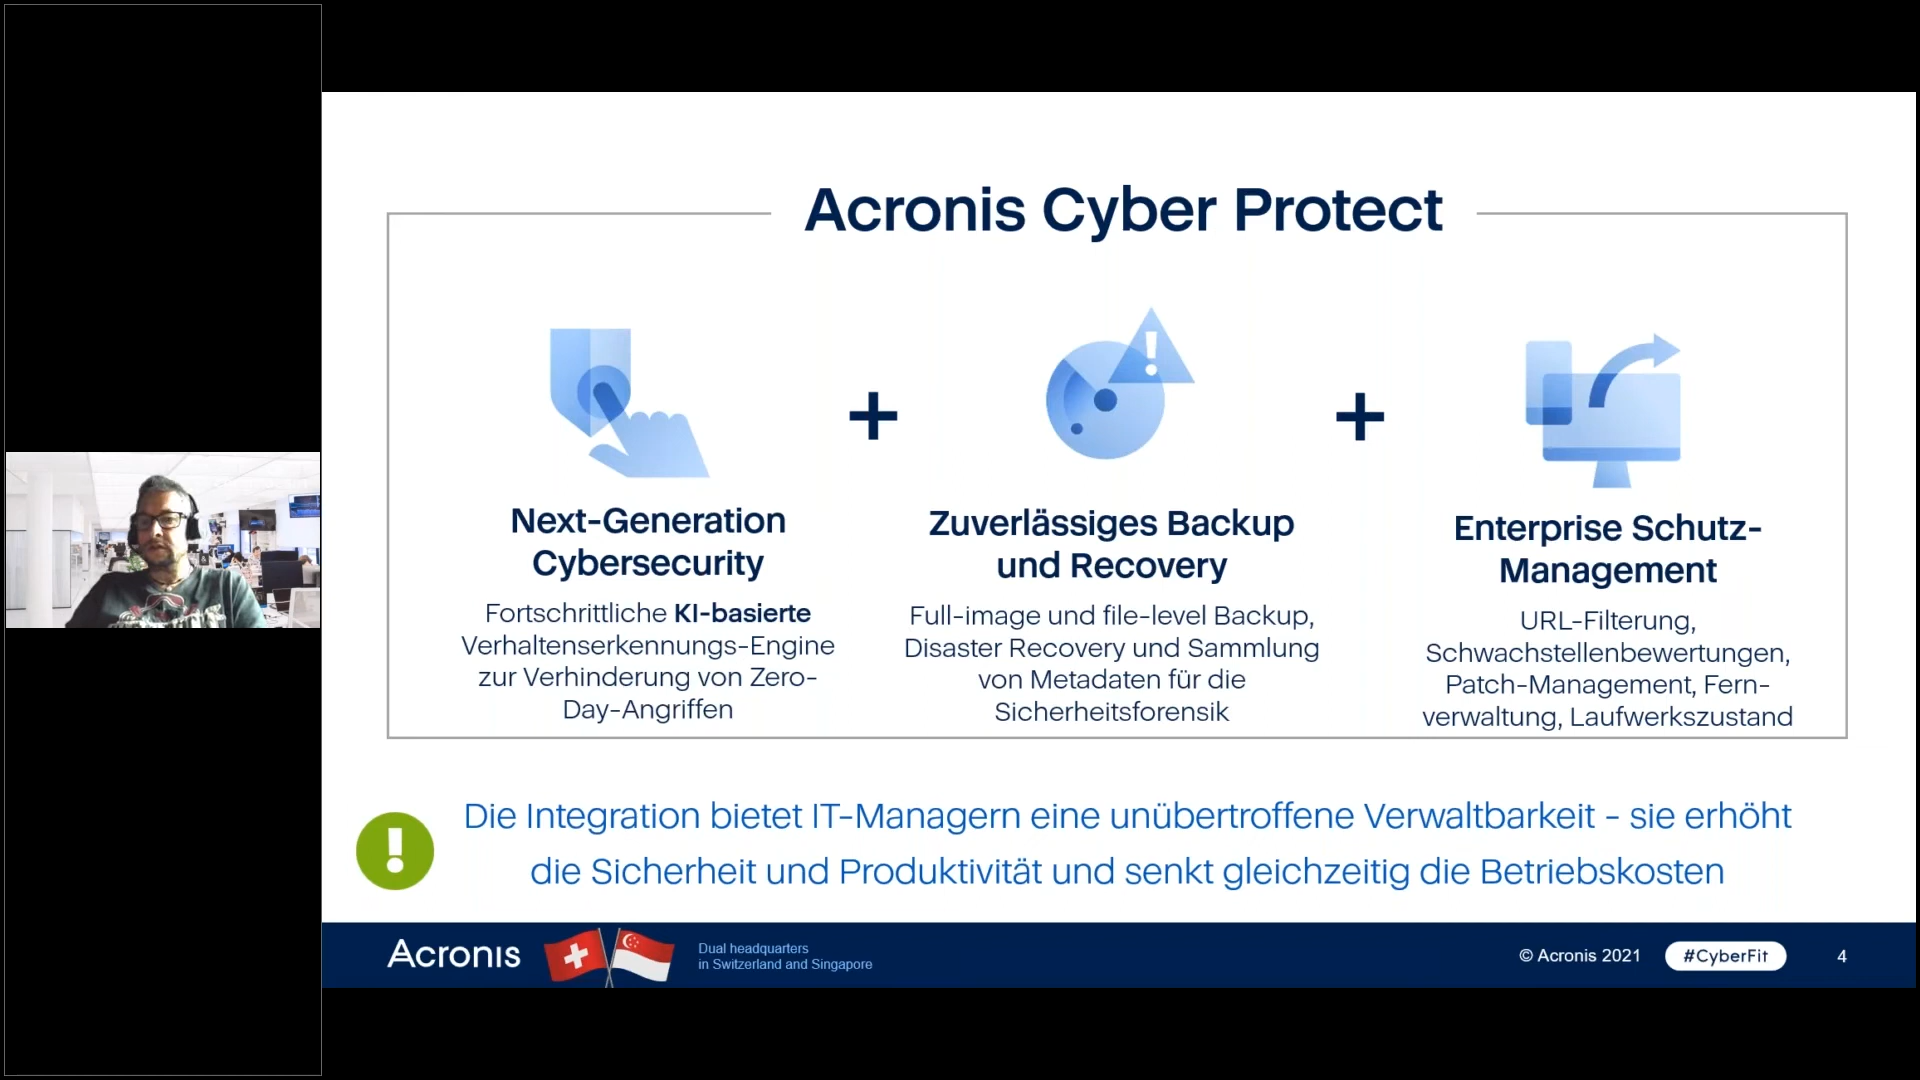 Acronis Cyber Protect
Next-Generation
Cybersecurity
Fortschrittliche KI-basierte
Verhaltenserkennungs-Engine
zur Verhinderung von Zero-
Day-Angriffen
Zuverlässiges Backup
und Recovery
Full-image und file-level Backup,
Disaster Recovery und Sammlung
von Metadaten für die
Sicherheitsforensik
Enterprise Schutz-
Management
URL-Filterung,
Schwachstellenbewertungen,
Patch-Management, Fern-
verwaltung, Laufwerkszustand
Die Integration bietet IT-Managern eine unübertroffene Verwaltbarkeit - sie erhöht
die Sicherheit und Produktivität und senkt gleichzeitig die Betriebskosten
Acronis
Dual headquarters
in Switzerland and Singapore
© Acronis 2021
#CyberFit
4